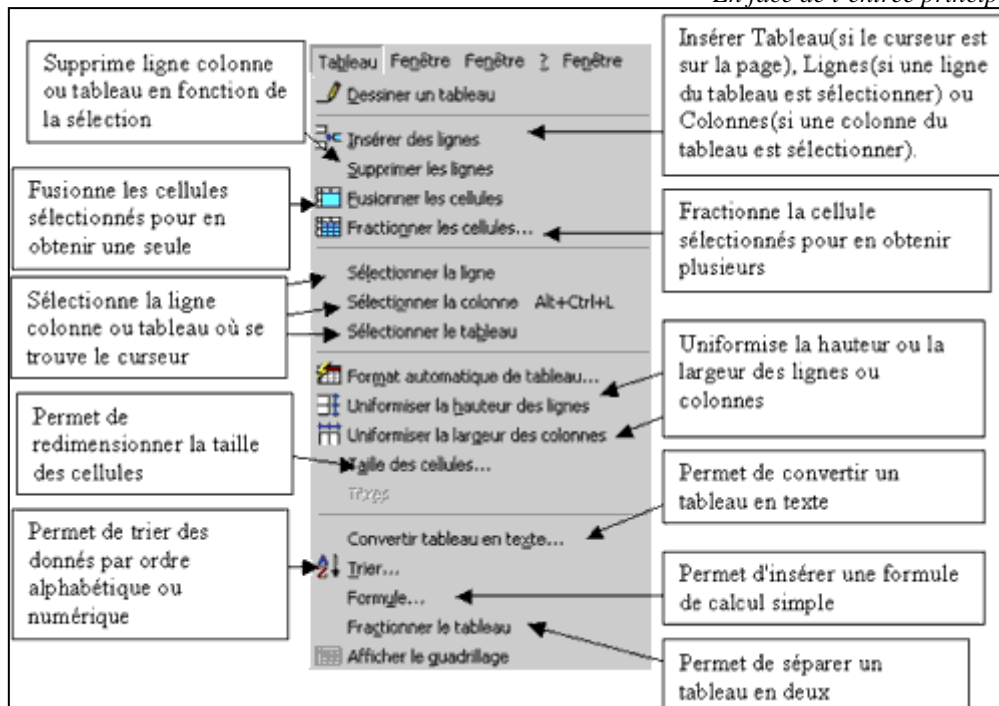 En face de l'entrée princip
Supprime ligne colonne
ou tableau en fonction de
la sélection
Fusionne les cellules
sélectionnés pour en
obtenir une seule
Sélectionne la ligne
colonne ou tableau où se
trouve le curseur
Permet de
redimensionner la taille
des cellules
Permet de trier des
donnés par ordre
alphabétique ou
numérique
Tableau Fenêtre Fenêtre ? Fenêtre
Dessiner un tableau
Insérer des lignes
Supprimer les lignes
Fusionner les cellules
Fractionner les cellules...
Sélectionner la ligne
Sélectionner la colonne Alt+Ctrl+L
Sélectionner le tableau
Format automatique de tableau...
Uniformiser la hauteur des lignes
Uniformiser la largeur des colonnes
Taille des cellules...
Titres
Convertir tableau en texte...
Trier...
Formule...
Fractionner le tableau
Afficher le quadrillage
Insérer Tableau(si le curseur est
sur la page), Lignes(si une ligne
du tableau est sélectionner) ou
Colonnes(si une colonne du
tableau est sélectionner).
Fractionne la cellule
sélectionnés pour en obtenir
plusieurs
Uniformise la hauteur ou la
largeur des lignes ou
colonnes
Permet de convertir un
tableau en texte
Permet d'insérer une formule
de calcul simple
Permet de séparer un
tableau en deux